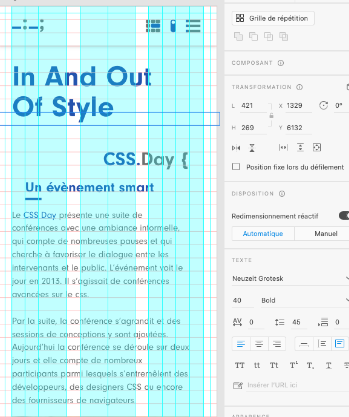 Grille de répétition
COMPOSANT
TRANSFORMATION
L 421 X 1329 0°
H 269 Y 6132
Position fixe lors du défilement
DISPOSITION
Redimensionnement réactif
Automatique Manuel
TEXTE
Neuzeit Grotesk
40 Bold
AV 0 45 0
TT tt Tt T¹ T₁ T T
Insérer l'URL ici
In And Out
Of Style
CSS.Day {
Un évènement smart
Le CSS Day présente une suite de
conférences avec une ambiance informelle,
qui compte de nombreuses pauses et qui
cherche à favoriser le dialogue entre les
intervenants et le public. L'événement voit le
jour en 2013. Il s'agissait de conférences
avancées sur le css.
Par la suite, la conférence s'agrandit et des
sessions de conceptions y sont ajoutées.
Aujourd'hui la conférence se déroule sur deux
jours et elle compte de nombreux
participants parmi lesquels s'entremêlent des
développeurs, des designers CSS ou encore
des fournisseurs de navigateurs.